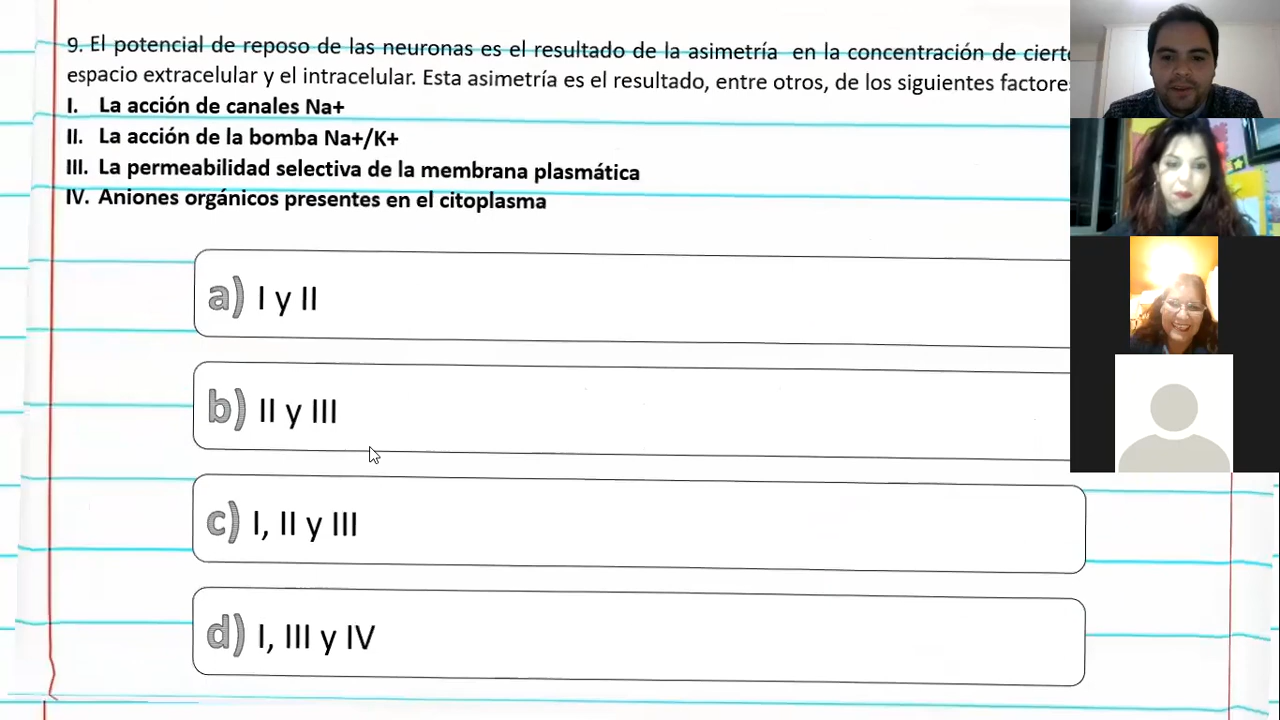 9. El potencial de reposo de las neuronas es el resultado de la asimetría en la concentración de
espacio extracelular y el intracelular. Esta asimetría es el resultado, entre otros, de los siguientes
I. La acción de canales Na+
II. La acción de la bomba Na+/K+
III. La permeabilidad selectiva de la membrana plasmática
IV. Aniones orgánicos presentes en el citoplasma
a) I y II
b) II y III
c) I, II y III
d) I, III y IV